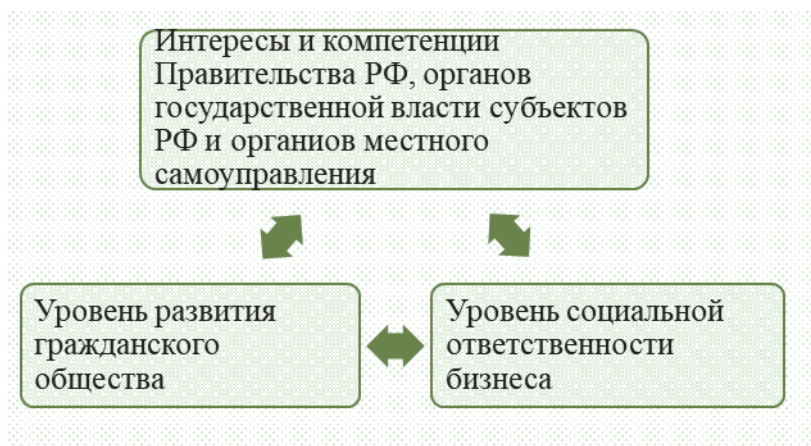 Интересы и компетенции
Правительства РФ, органов
государственной власти субъектов
РФ и органиов местного
самоуправления
Уровень развития
гражданского
общества
Уровень социальной
ответственности
бизнеса